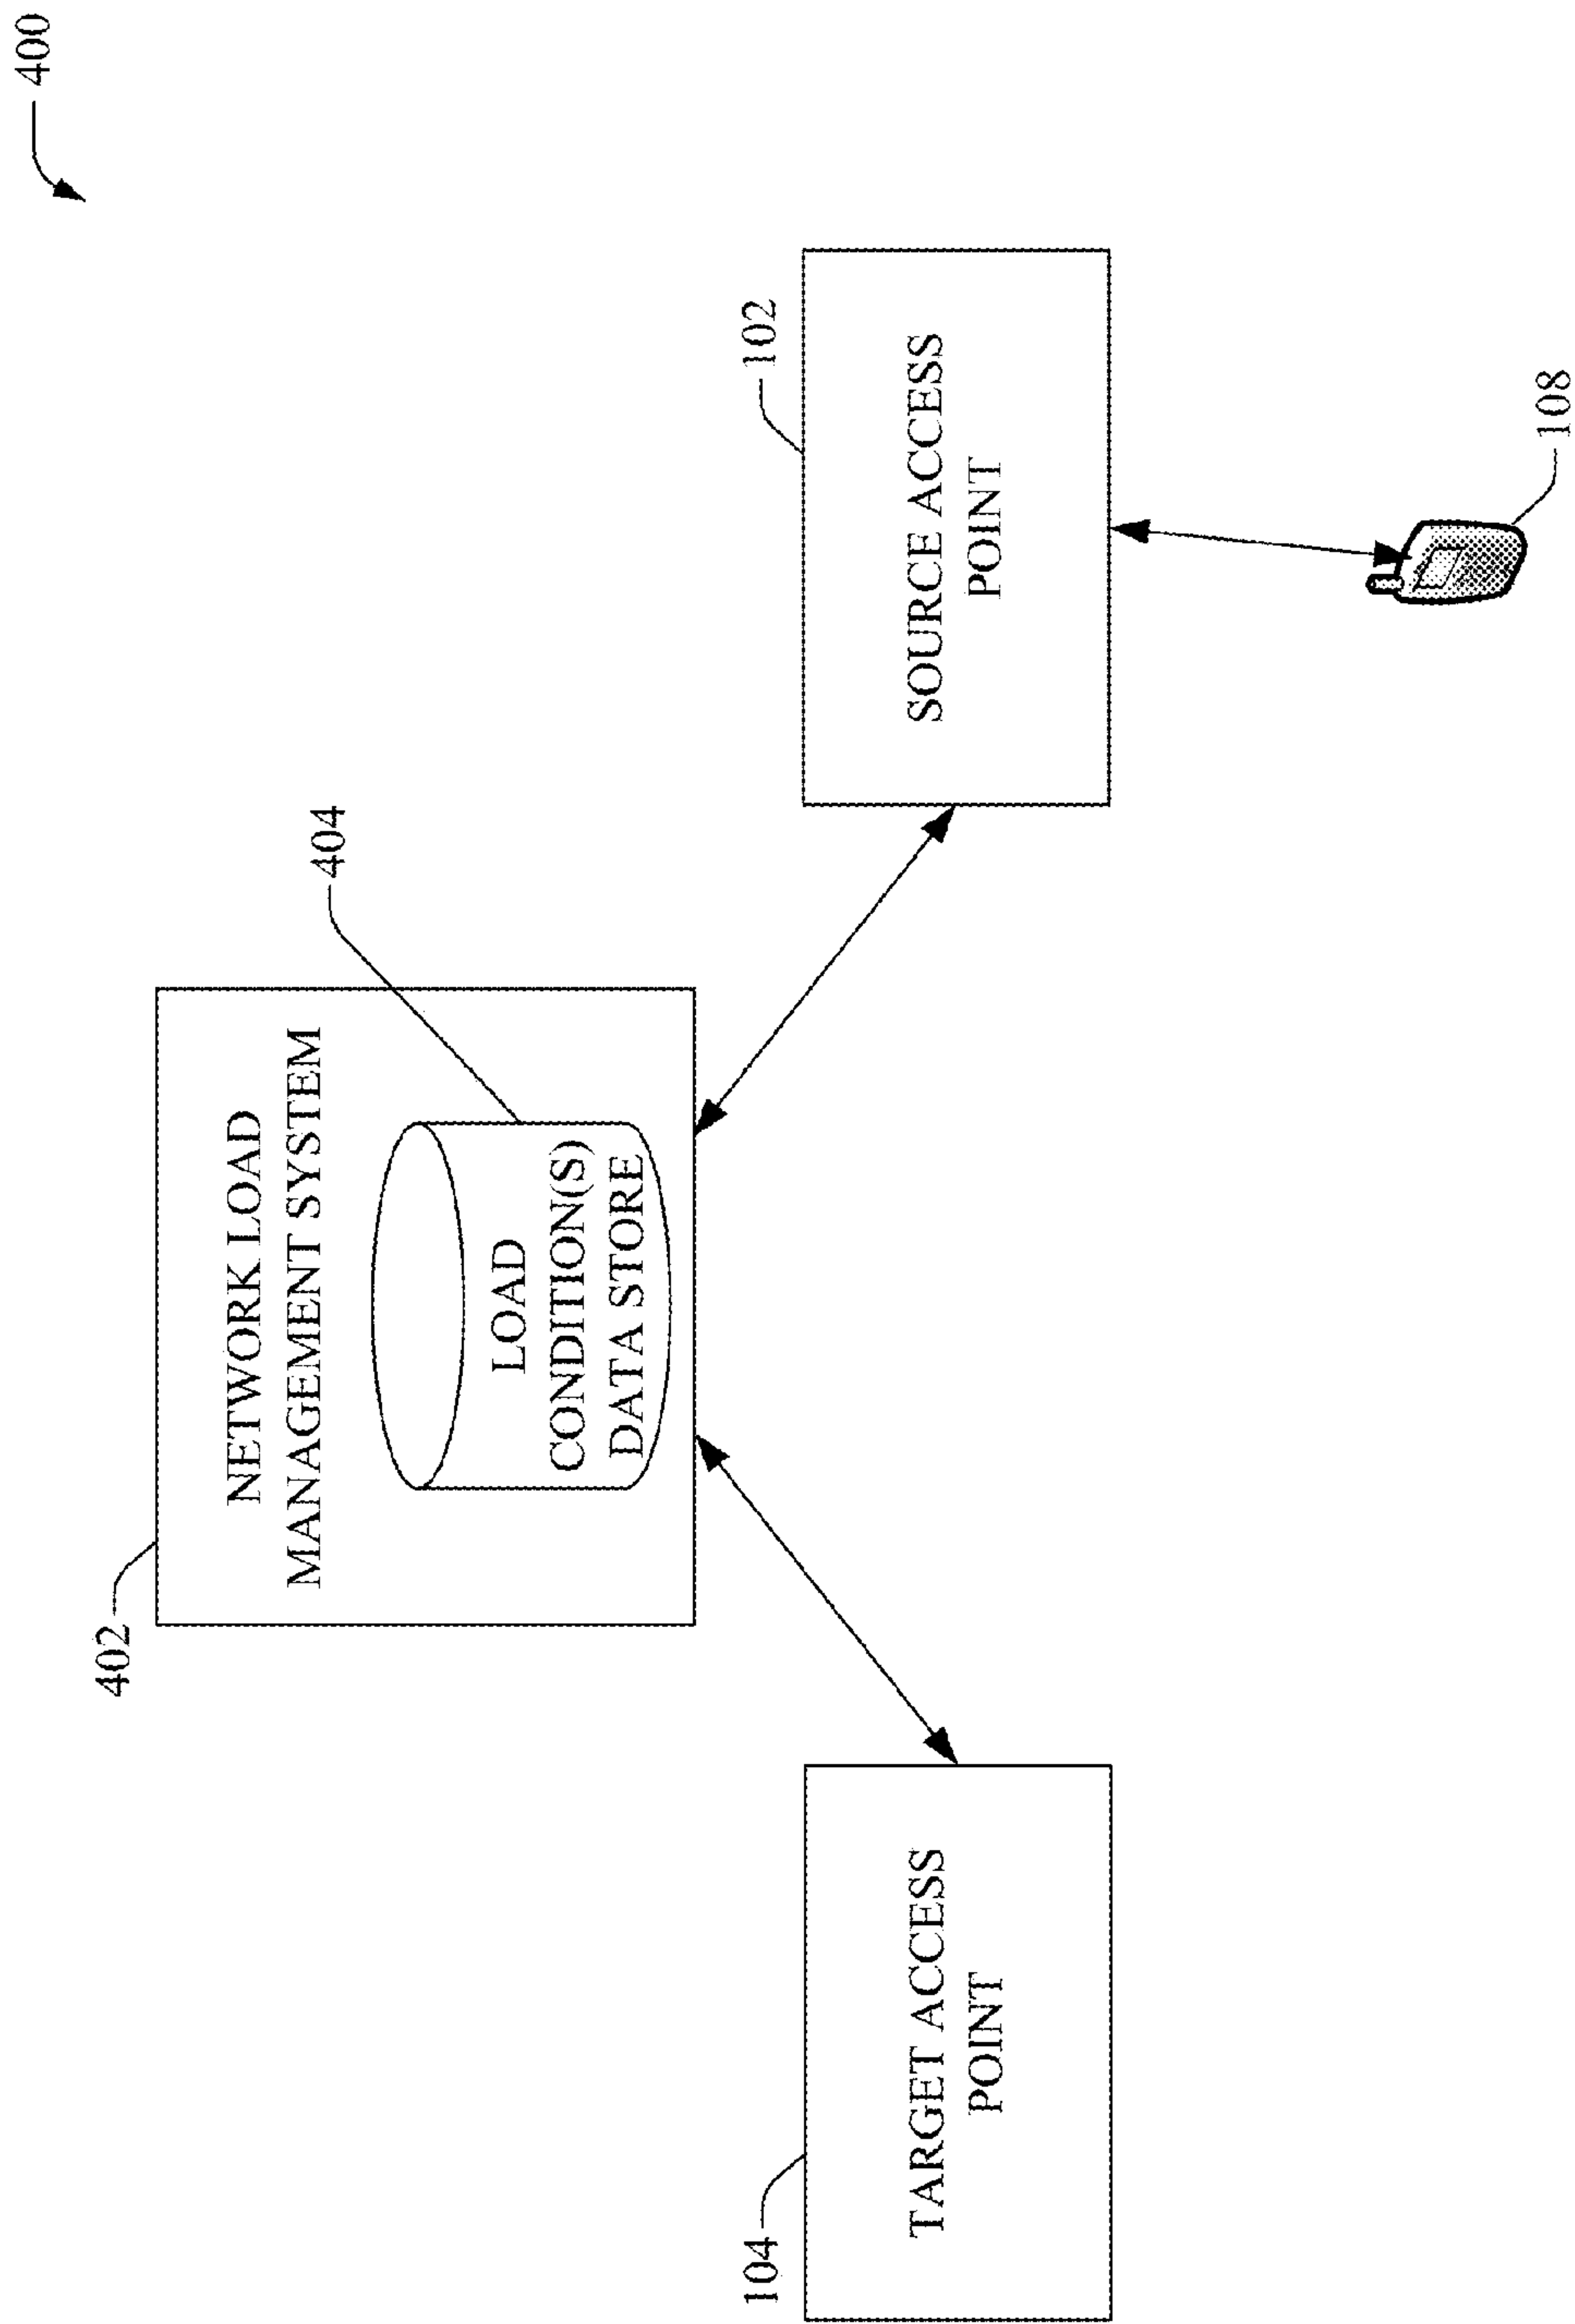 400
402
NETWORK LOAD
MANAGEMENT SYSTEM
404
LOAD
CONDITION(S)
DATA STORE
104
TARGET ACCESS
POINT
102
SOURCE ACCESS
POINT
108